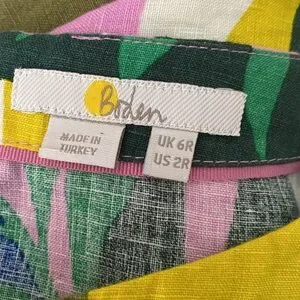 Boden
MADE IN
TURKEY
UK 6R
US 2R